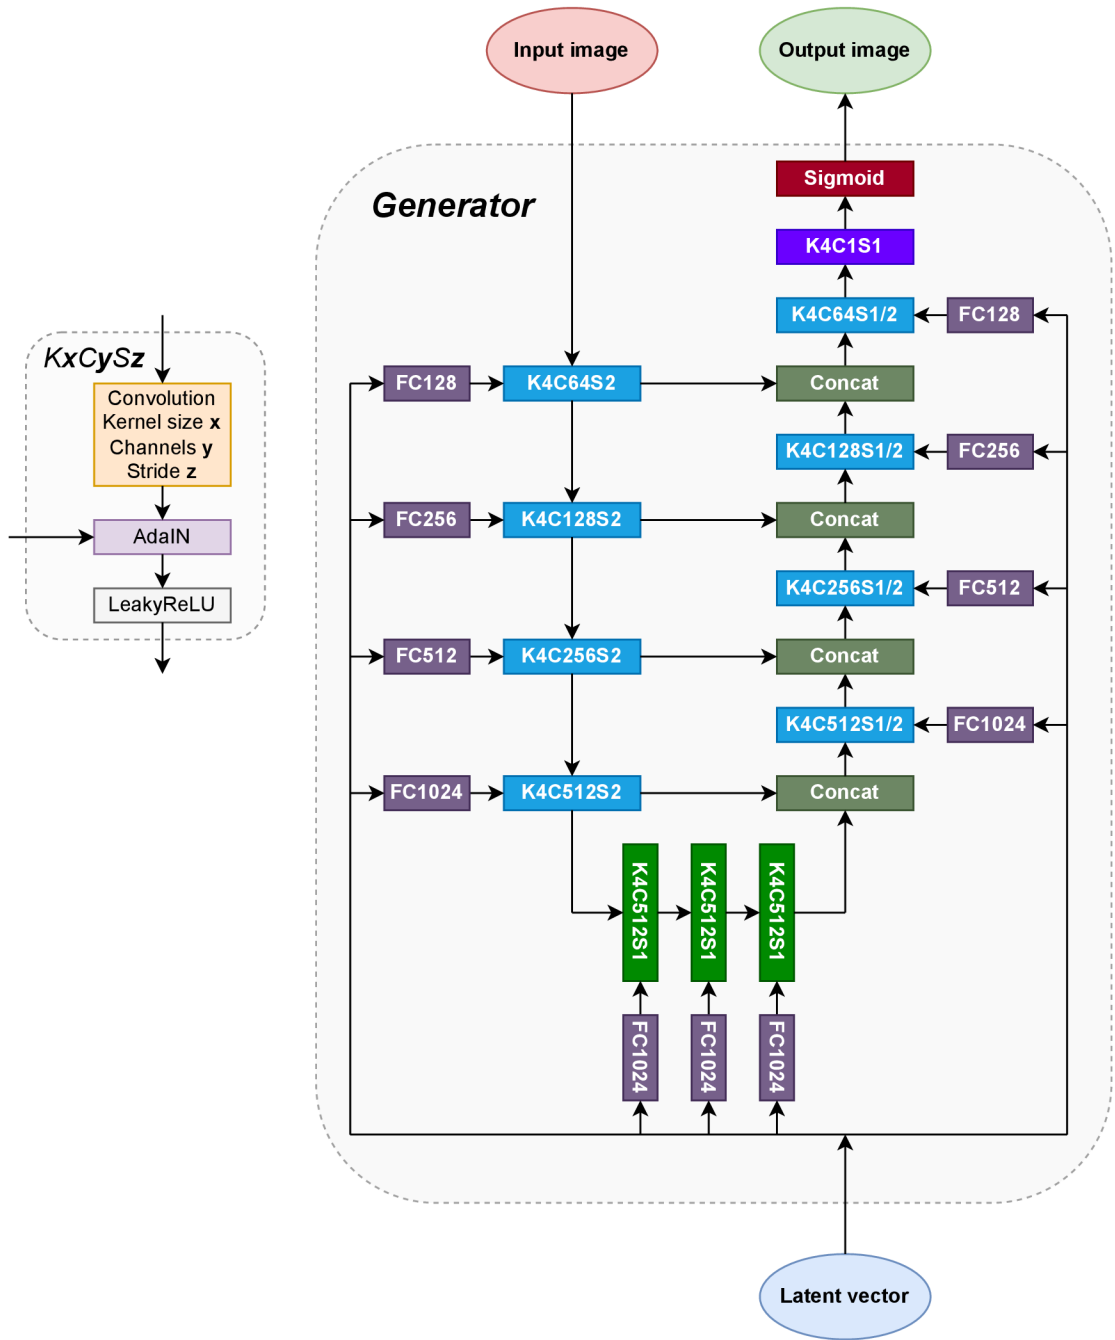 Input image
Output image
Generator
Sigmoid
K4C1S1
K4C64S1/2
FC128
KxCySz
Convolution
Kernel size x
Channels y
Stride z
AdaIN
LeakyReLU
FC128
K4C64S2
Concat
K4C128S1/2
FC256
FC256
K4C128S2
Concat
K4C256S1/2
FC512
FC512
K4C256S2
Concat
K4C512S1/2
FC1024
FC1024
K4C512S2
Concat
K4C512S1
K4C512S1
K4C512S1
FC1024
FC1024
FC1024
Latent vector